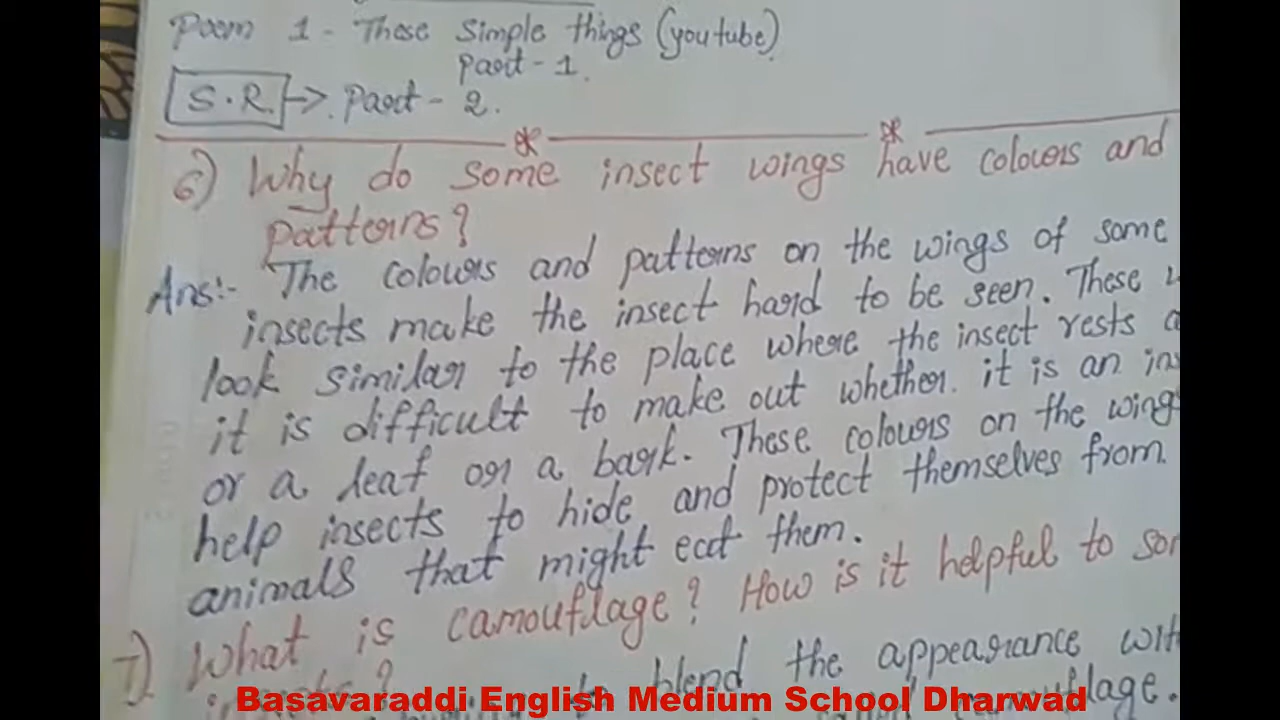 Poem 1 - These Simple things (youtube)
Part - 1.
S.R. → Part - 2.
6) Why do some insect wings have colours and
patterns?
Ans:- The colours and patterns on the wings of some
insects make the insect hard to be seen. These
look similar to the place where the insect rests
it is difficult to make out whether it is an
or a leaf or a bark. These colours on the wing
help insects to hide and protect themselves from
animals that might eat them.
7) What is camouflage? How is it helpful to
blend the appearance
camouflage.
Basavaraddi English Medium School Dharwad